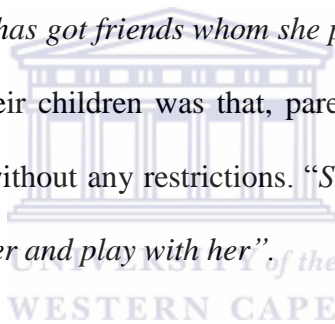 has got friends whom she p
eir children was that, pare
without any restrictions. “S
er and play with her”.
UNIVERSITY of the
WESTERN CAPE